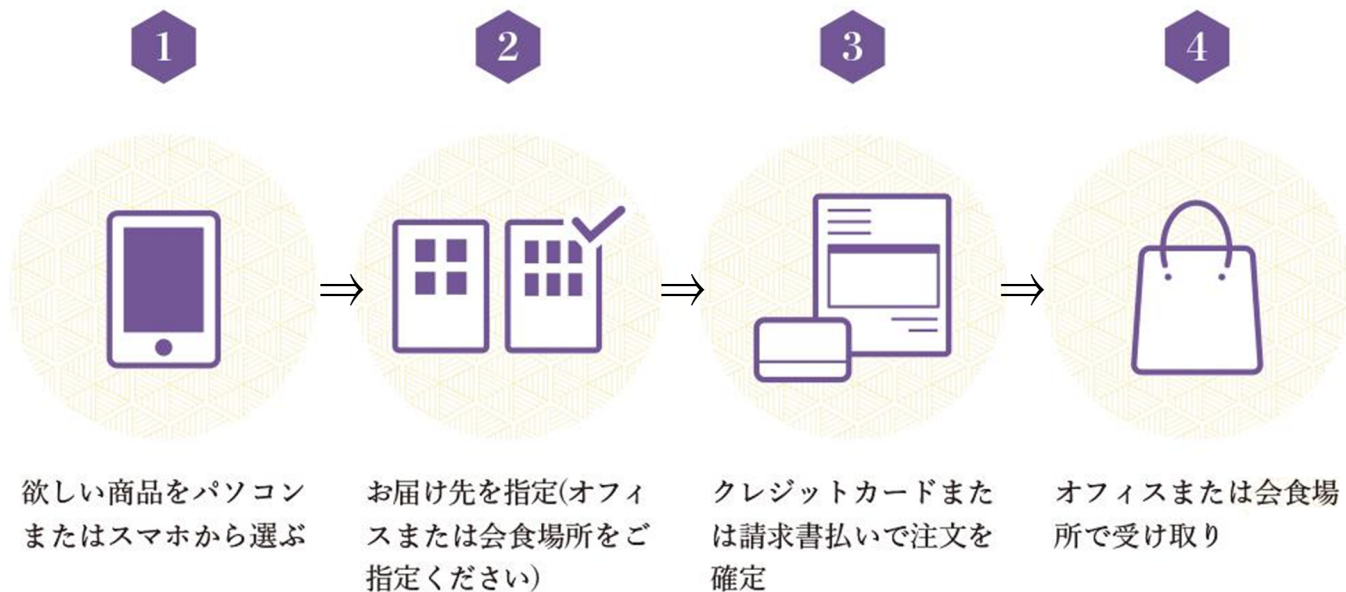 1
2
3
4
欲しい商品をパソコン
またはスマホから選ぶ
お届け先を指定(オフィ
スまたは会食場所をご
指定ください)
クレジットカードまた
は請求書払いで注文を
確定
オフィスまたは会食場
所で受け取り